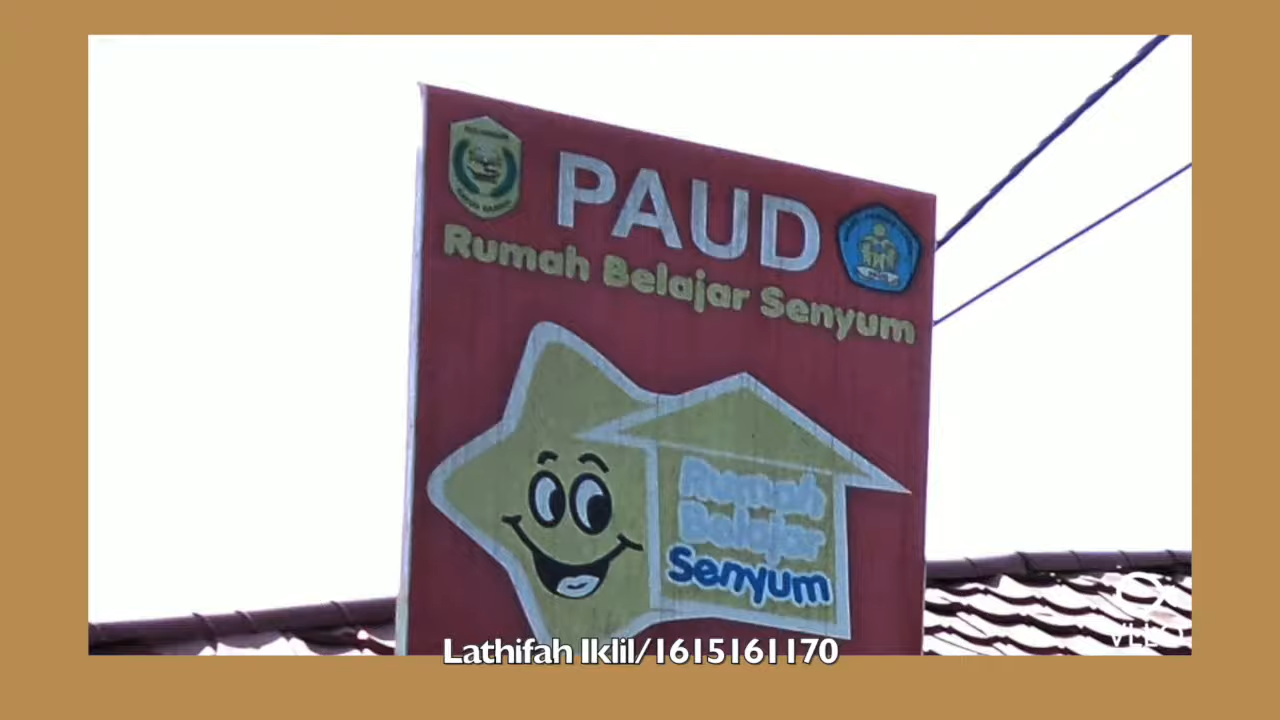 PAUD
Rumah Belajar Senyum
Rumah
Belajar
Senyum
Lathifah Iklil/1615161170